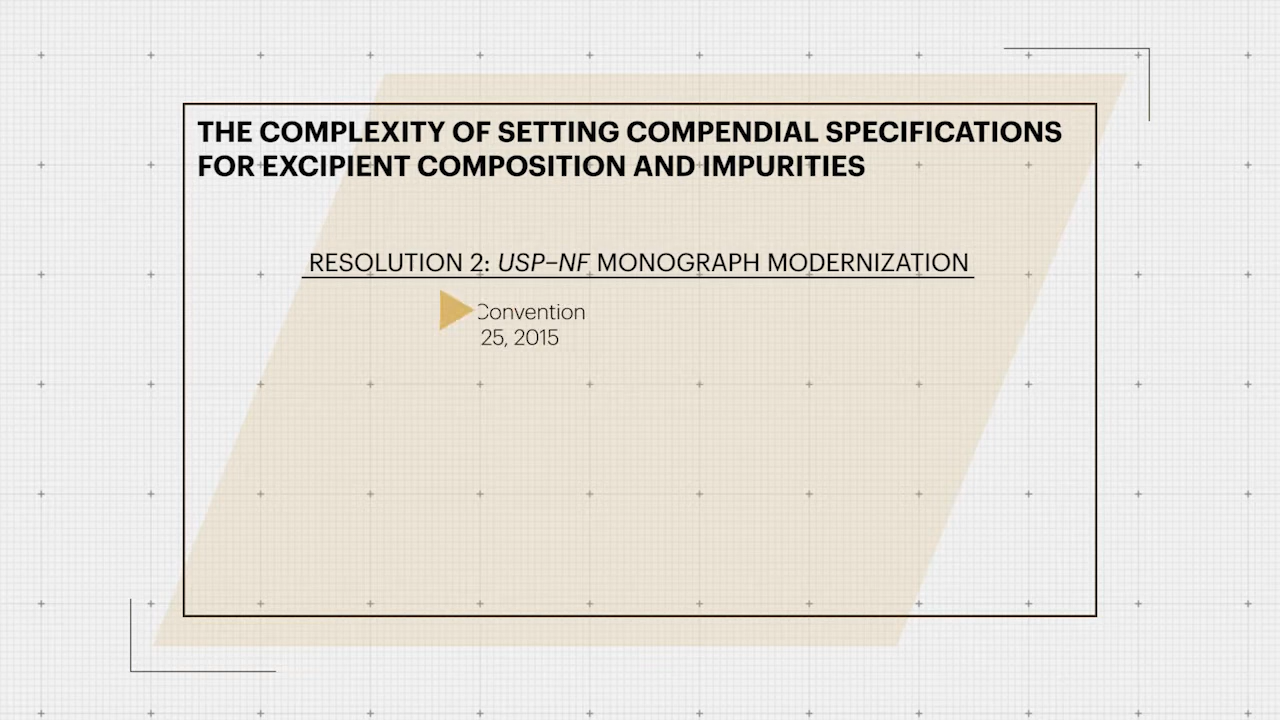 THE COMPLEXITY OF SETTING COMPENDIAL SPECIFICATIONS
FOR EXCIPIENT COMPOSITION AND IMPURITIES
RESOLUTION 2: USP–NF MONOGRAPH MODERNIZATION
Convention
25, 2015